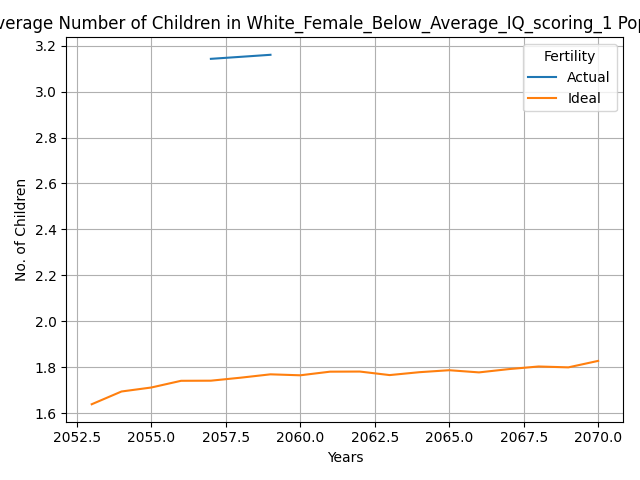 verage Number of Children in White_Female_Below_Average_IQ_scoring_1 Pop
3.2
3.0
2.8
2.6
2.4
2.2
2.0
1.8
1.6
No. of Children
Fertility
Actual
Ideal
2052.5 2055.0 2057.5 2060.0 2062.5 2065.0 2067.5 2070.0
Years